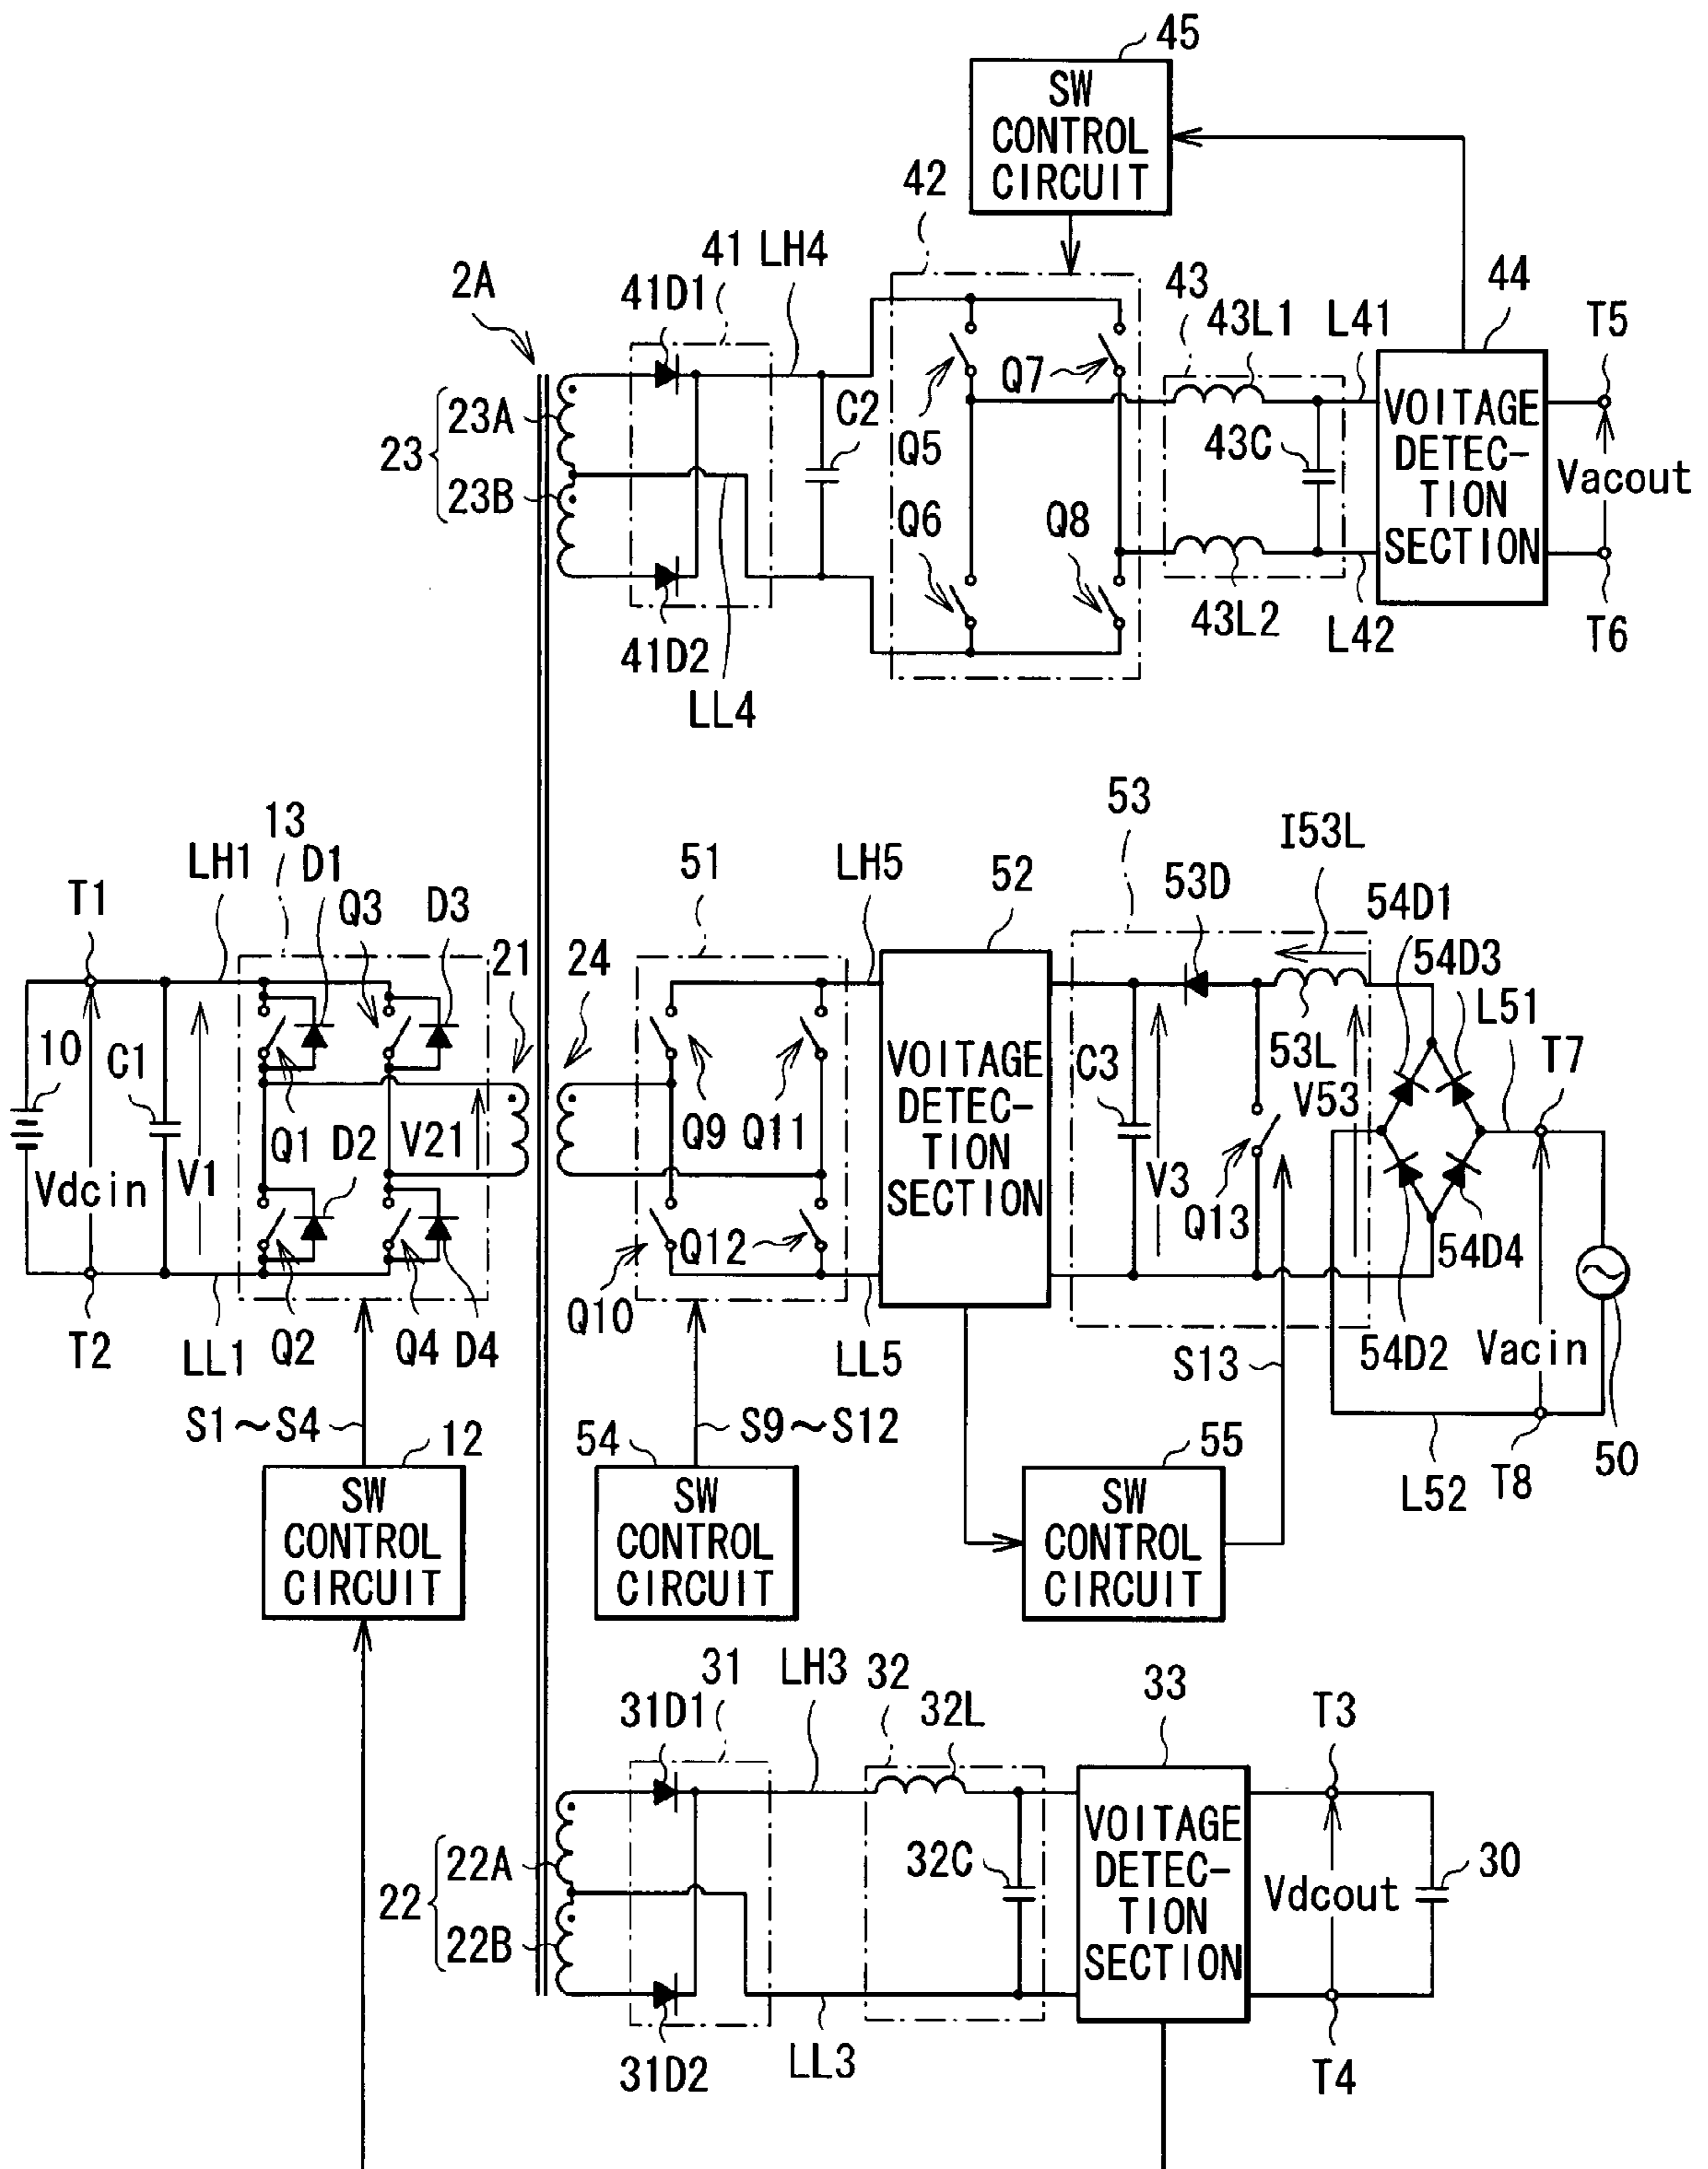 45
SW
CONTROL
CIRCUIT
42
41 LH4
41D1
2A
43
43L1
L41
44
T5
Q7
C2
Q5
VOITAGE
DETEC-
TION
SECTION
23
23A
23B
43C
Vacout
Q6
Q8
43L2
L42
T6
41D2
LL4
53
I53L
13
LH1
D1
51
LH5
52
53D
54D1
T1
Q3
D3
54D3
L51
21
24
T7
10
C1
VOITAGE
DETEC-
TION
SECTION
C3
53L
V53
Vdcin
V1
Q1
D2
V21
Q9
Q11
V3
Q13
Q12
54D4
Q10
T2
LL1
Q2
Q4
D4
LL5
S13
54D2
Vacin
S1~S4
12
54
S9~S12
55
50
L52
T8
SW
CONTROL
CIRCUIT
SW
CONTROL
CIRCUIT
SW
CONTROL
CIRCUIT
31
LH3
32
33
31D1
32L
T3
22
22A
22B
32C
VOITAGE
DETEC-
TION
SECTION
Vdcout
30
31D2
LL3
T4